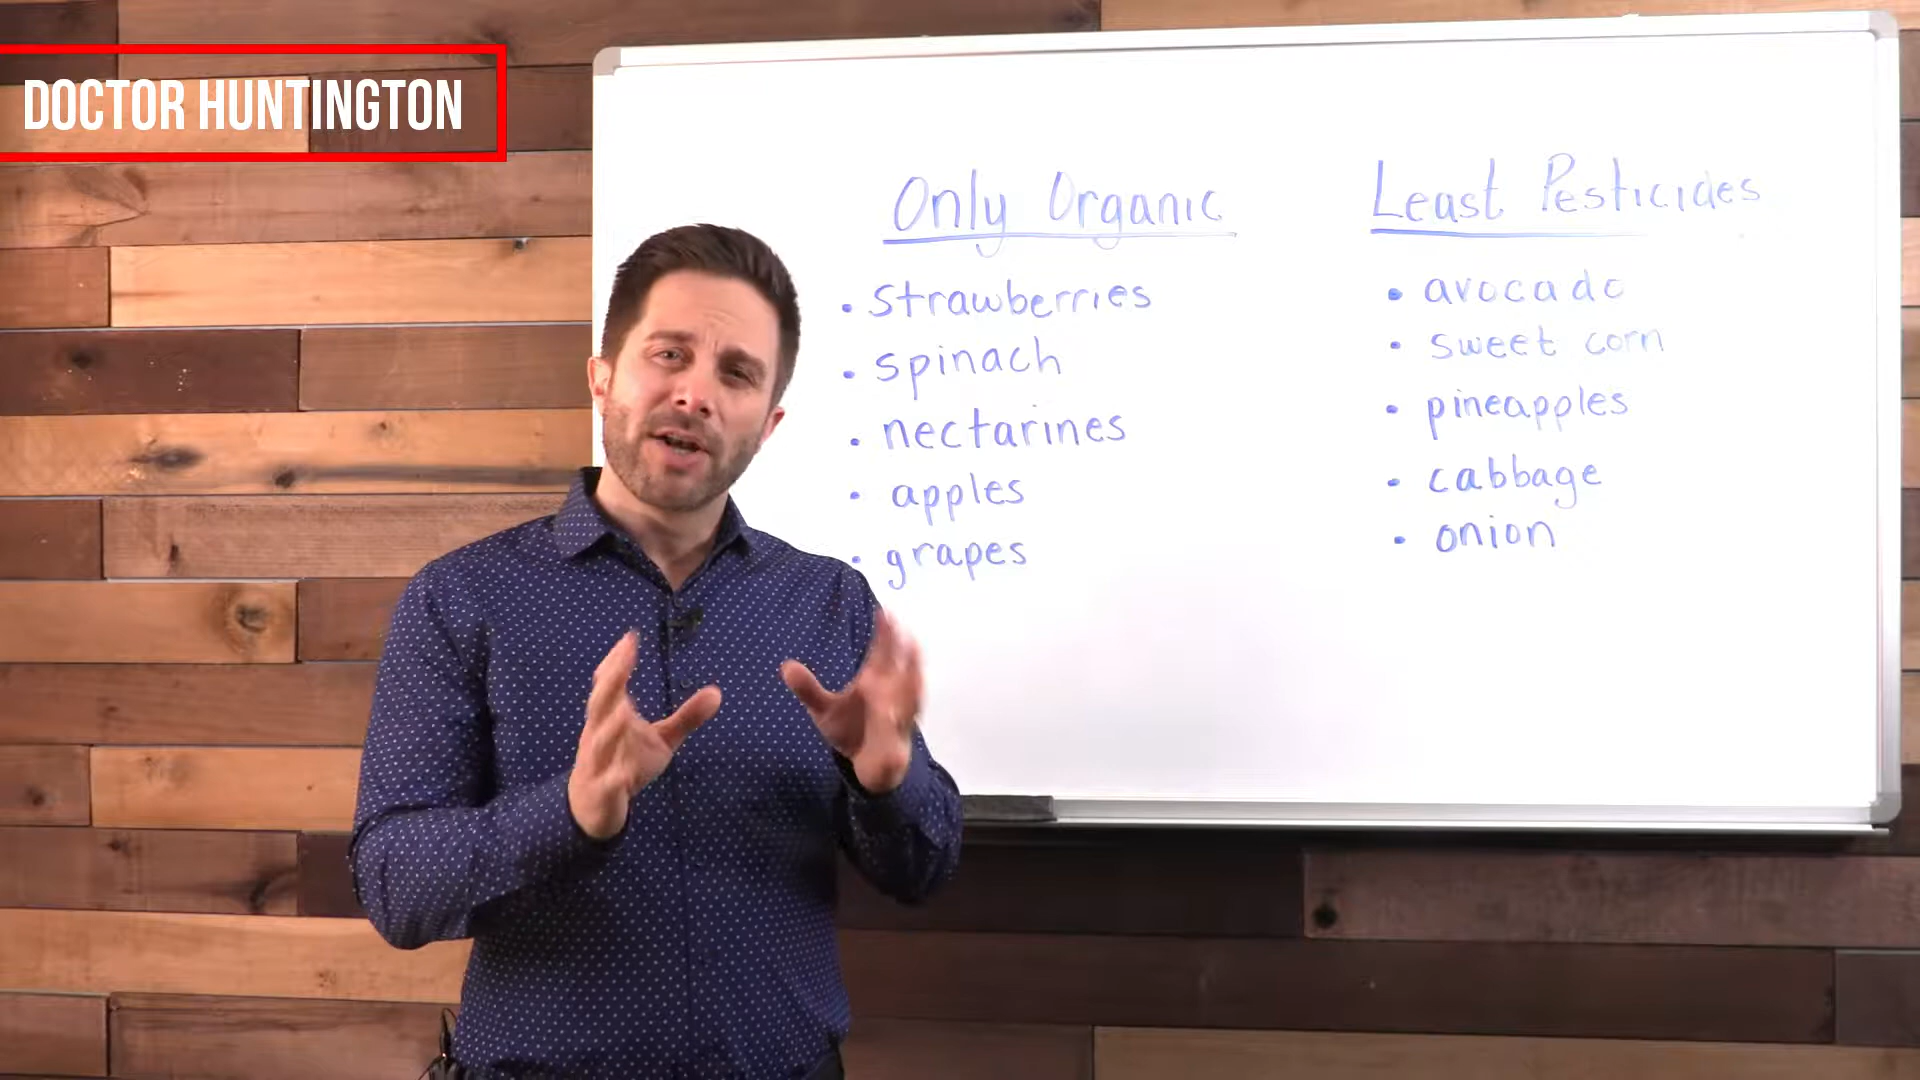 DOCTOR HUNTINGTON
Only Organic
• strawberries
• spinach
• nectarines
• apples
• grapes
Least Pesticides
• avocado
• sweet corn
• pineapples
• cabbage
• onion